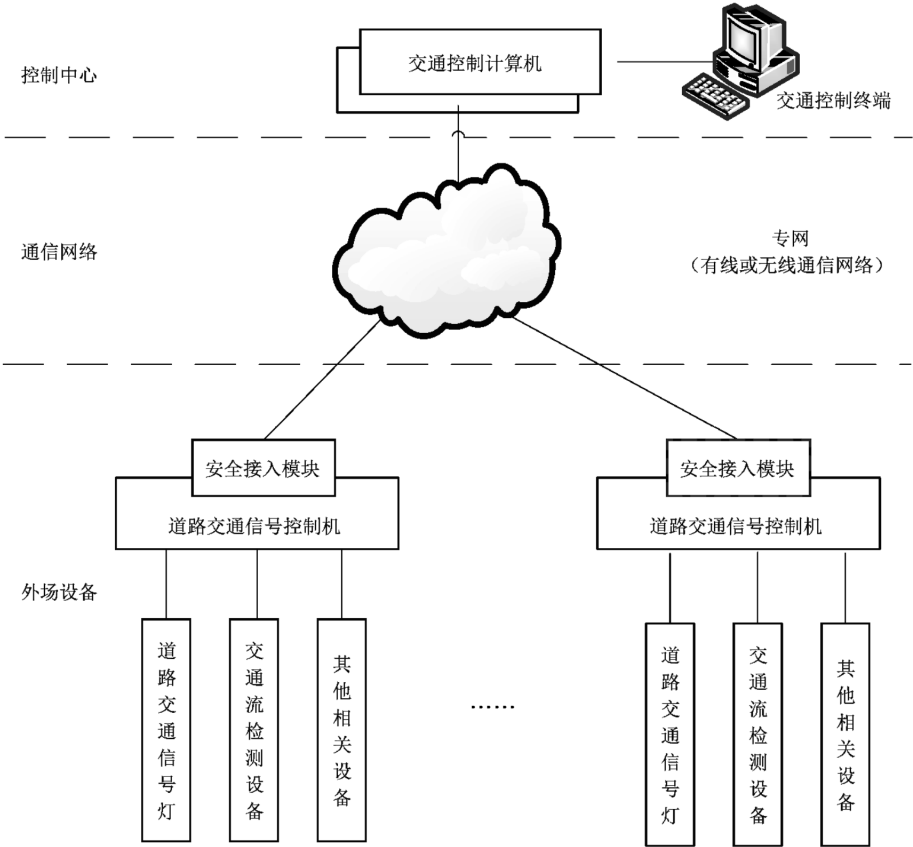 控制中心
交通控制计算机
交通控制终端
通信网络
专网
（有线或无线通信网络）
安全接入模块
道路交通信号控制机
安全接入模块
道路交通信号控制机
外场设备
道路交通信号灯
交通流检测设备
其他相关设备
……
道路交通信号灯
交通流检测设备
其他相关设备